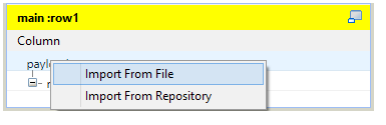 main :row1
Column
Import From File
Import From Repository